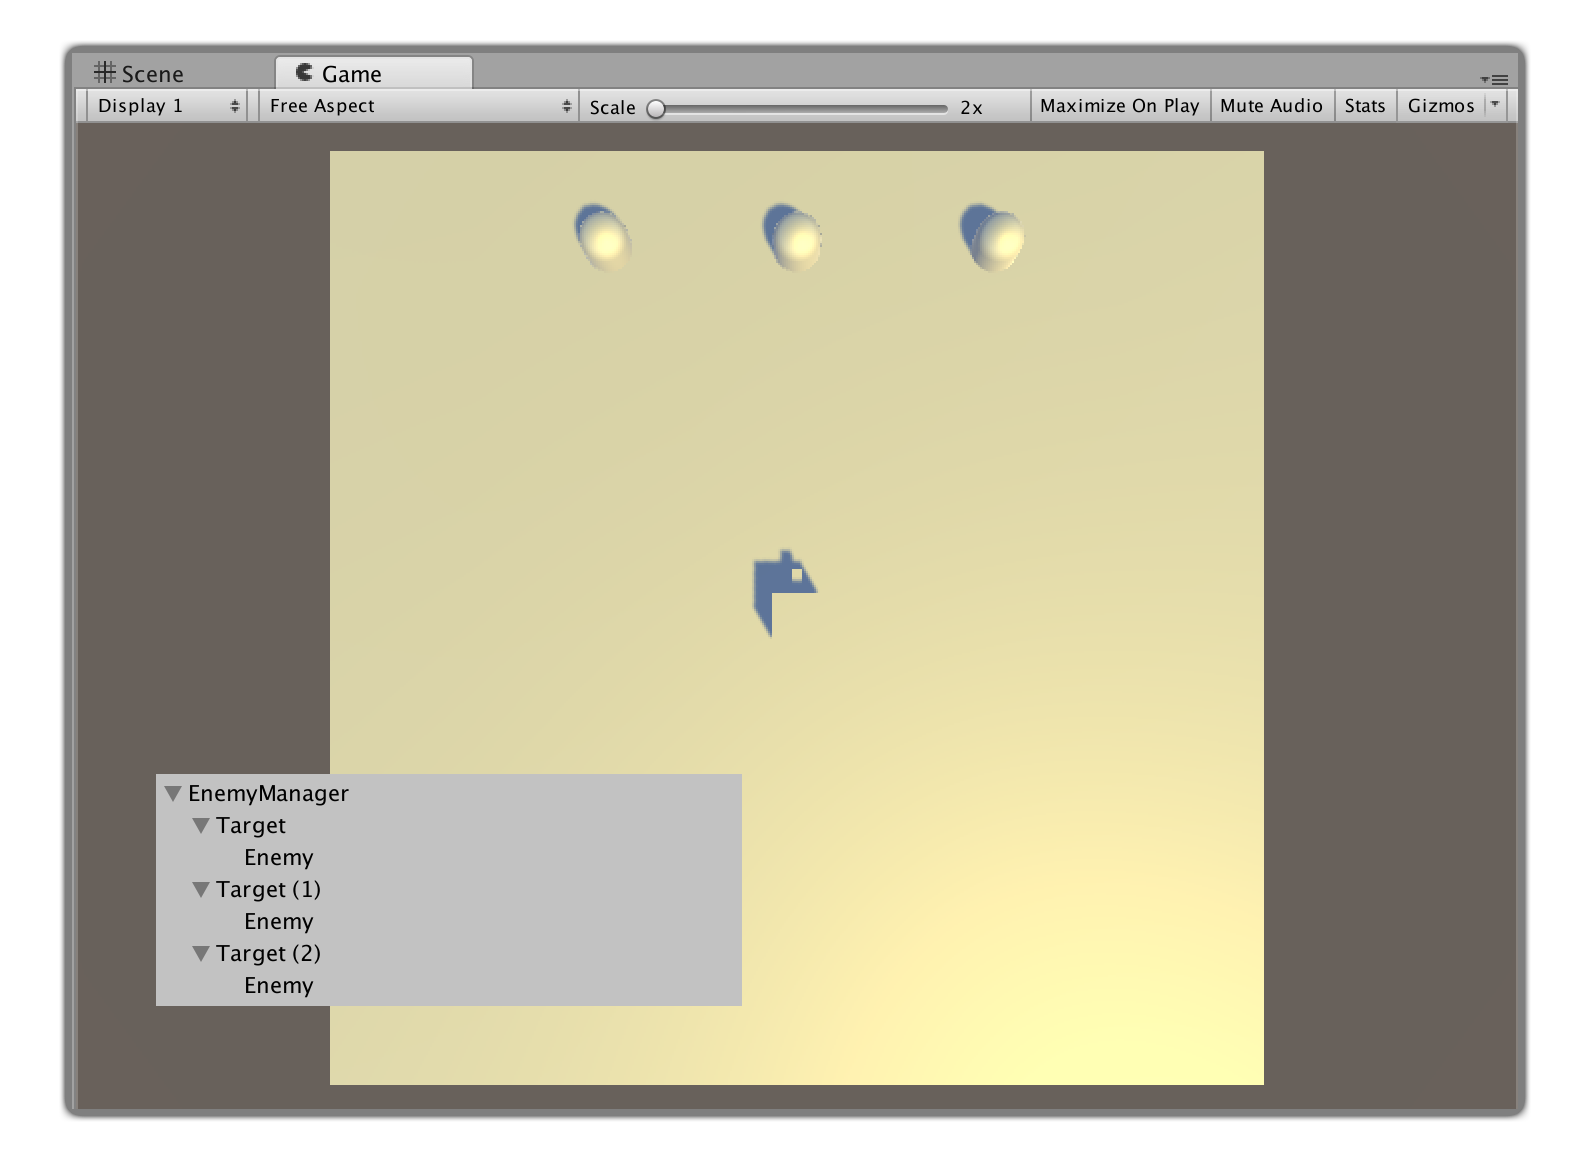 Scene
Game
Display 1
Free Aspect
Scale
2x
Maximize On Play
Mute Audio
Stats
Gizmos
EnemyManager
Target
Enemy
Target (1)
Enemy
Target (2)
Enemy